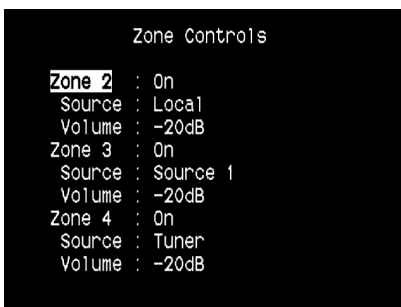 Zone Controls
Zone 2 : On
Source : Local
Volume : -20dB
Zone 3 : On
Source : Source 1
Volume : -20dB
Zone 4 : On
Source : Tuner
Volume : -20dB